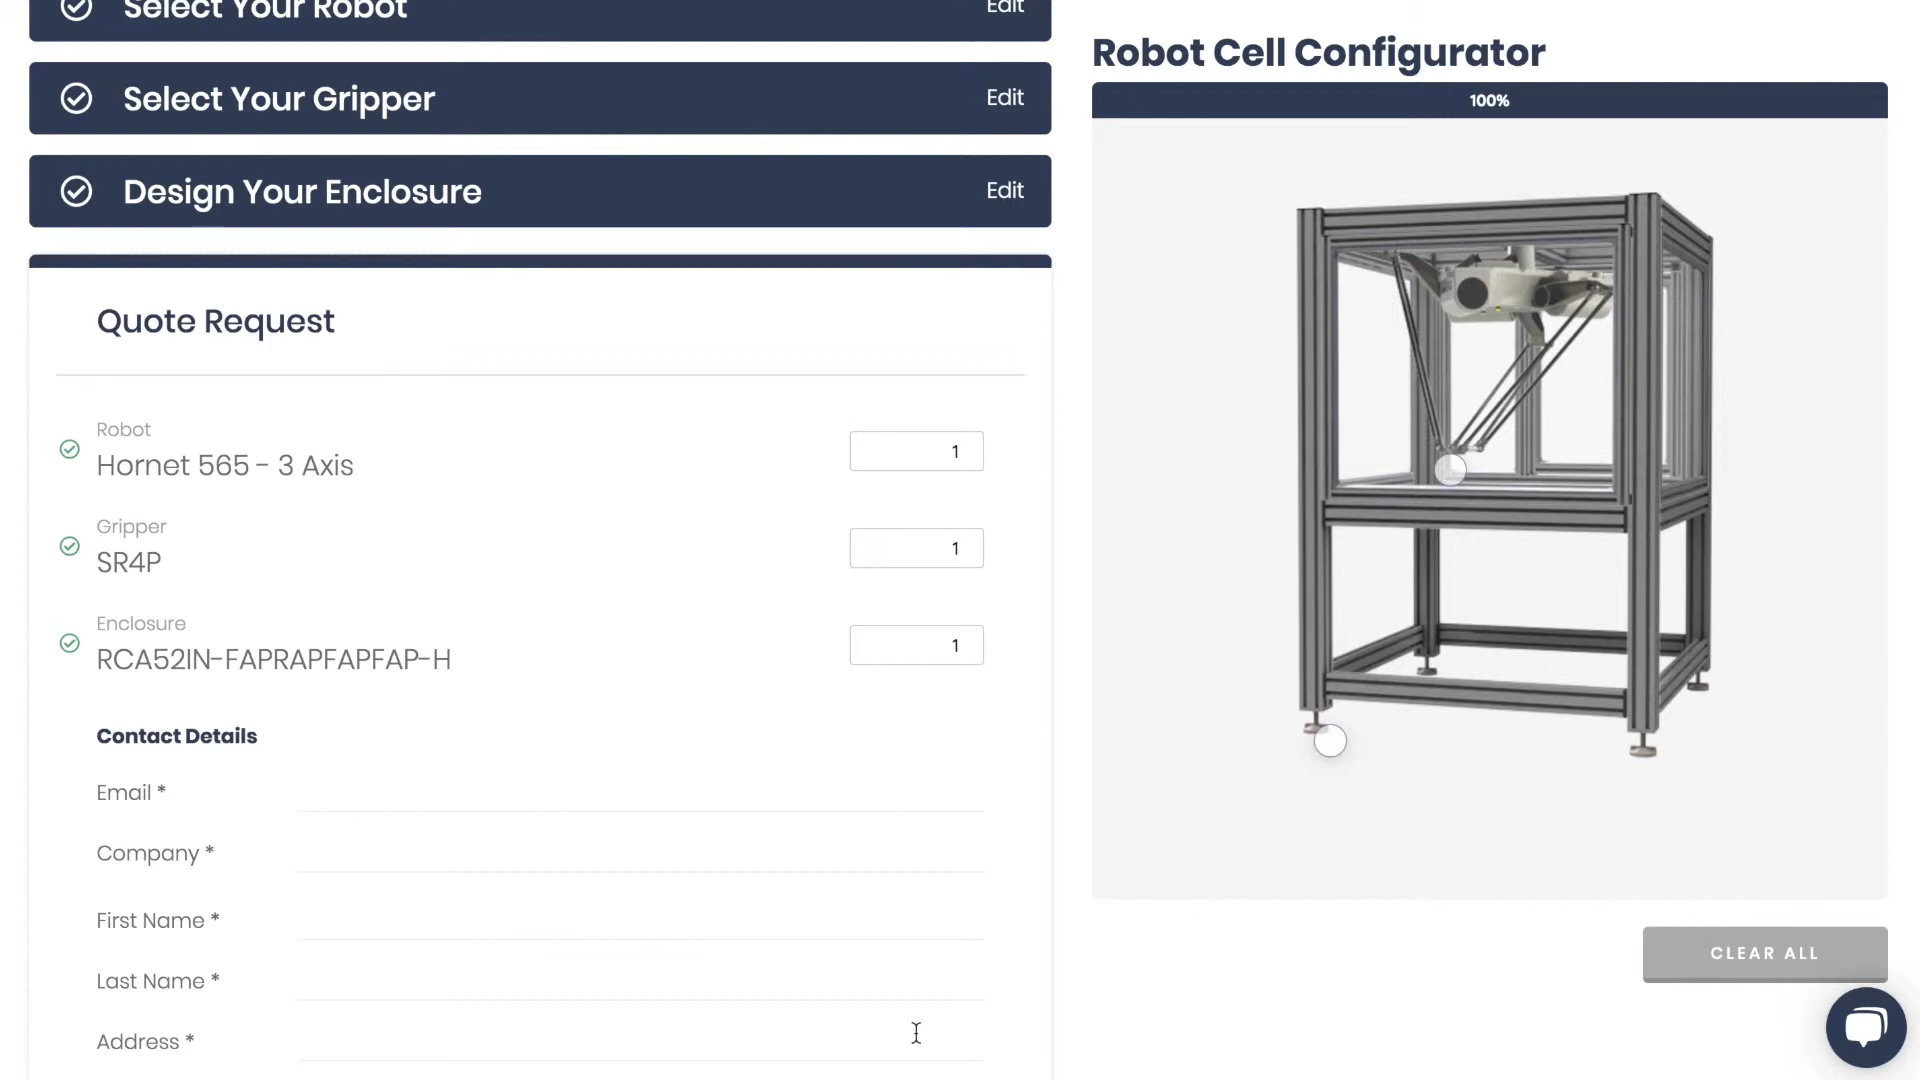 Select Your Robot
Edit
Select Your Gripper
Edit
Design Your Enclosure
Edit
Quote Request
Robot
Hornet 565 - 3 Axis
1
Gripper
SR4P
1
Enclosure
RCA52IN-FAPRAPFAPFAP-H
1
Contact Details
Email *
Company *
First Name *
Last Name *
Address *
Robot Cell Configurator
100%
CLEAR ALL